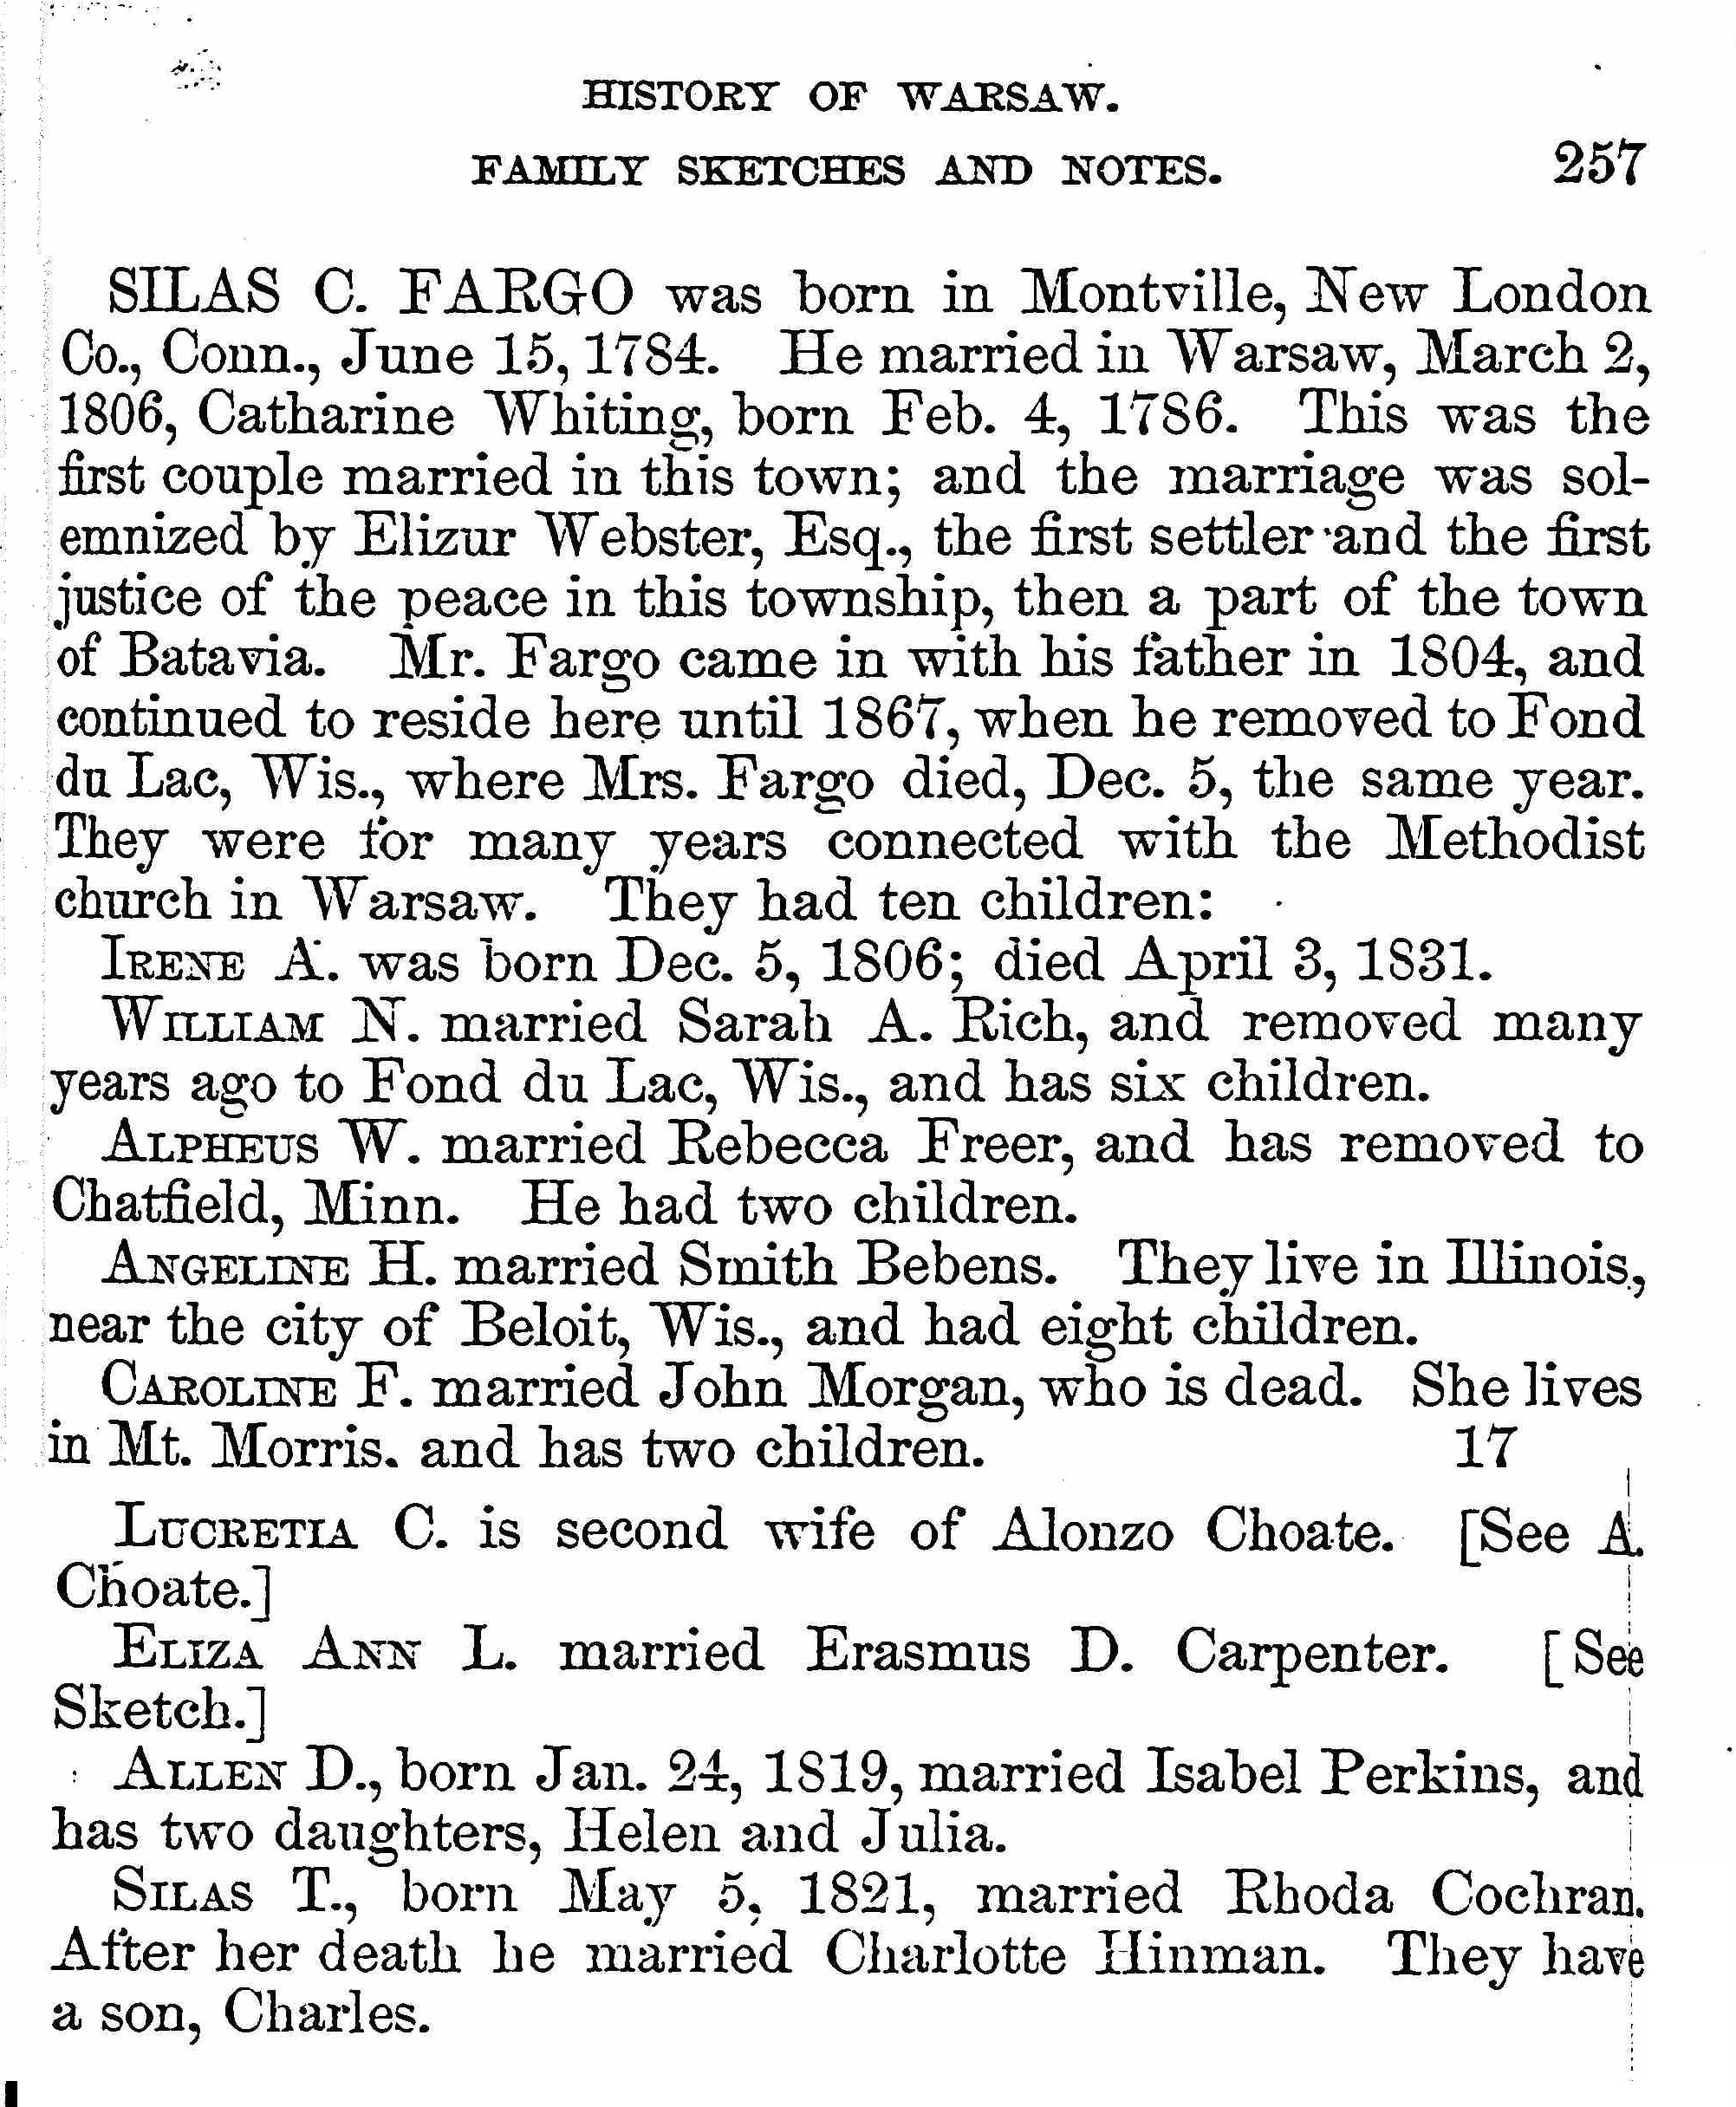 HISTORY OF WARSAW.
FAMILY SKETCHES AND NOTES. 257
SILAS C. FARGO was born in Montville, New London
Co., Conn., June 15, 1784. He married in Warsaw, March 2,
1806, Catharine Whiting, born Feb. 4, 1786. This was the
first couple married in this town; and the marriage was sol-
emnized by Elizur Webster, Esq., the first settler and the first
justice of the peace in this township, then a part of the town
of Batavia. Mr. Fargo came in with his father in 1804, and
continued to reside here until 1867, when he removed to Fond
du Lac, Wis., where Mrs. Fargo died, Dec. 5, the same year.
They were for many years connected with the Methodist
church in Warsaw. They had ten children:
IRENE A. was born Dec. 5, 1806; died April 3, 1831.
WILLIAM N. married Sarah A. Rich, and removed many
years ago to Fond du Lac, Wis., and has six children.
ALPHEUS W. married Rebecca Freer, and has removed to
Chatfield, Minn. He had two children.
ANGELINE H. married Smith Bebens. They live in Illinois,
near the city of Beloit, Wis., and had eight children.
CAROLINE F. married John Morgan, who is dead. She lives
in Mt. Morris. and has two children. 17
LUCRETIA C. is second wife of Alonzo Choate. [See A.
Choate.]
ELIZA ANN L. married Erasmus D. Carpenter. [See
Sketch.]
ALLEN D., born Jan. 24, 1819, married Isabel Perkins, and
has two daughters, Helen and Julia.
SILAS T., born May 5, 1821, married Rhoda Cochran.
After her death he married Charlotte Hinman. They have
a son, Charles.